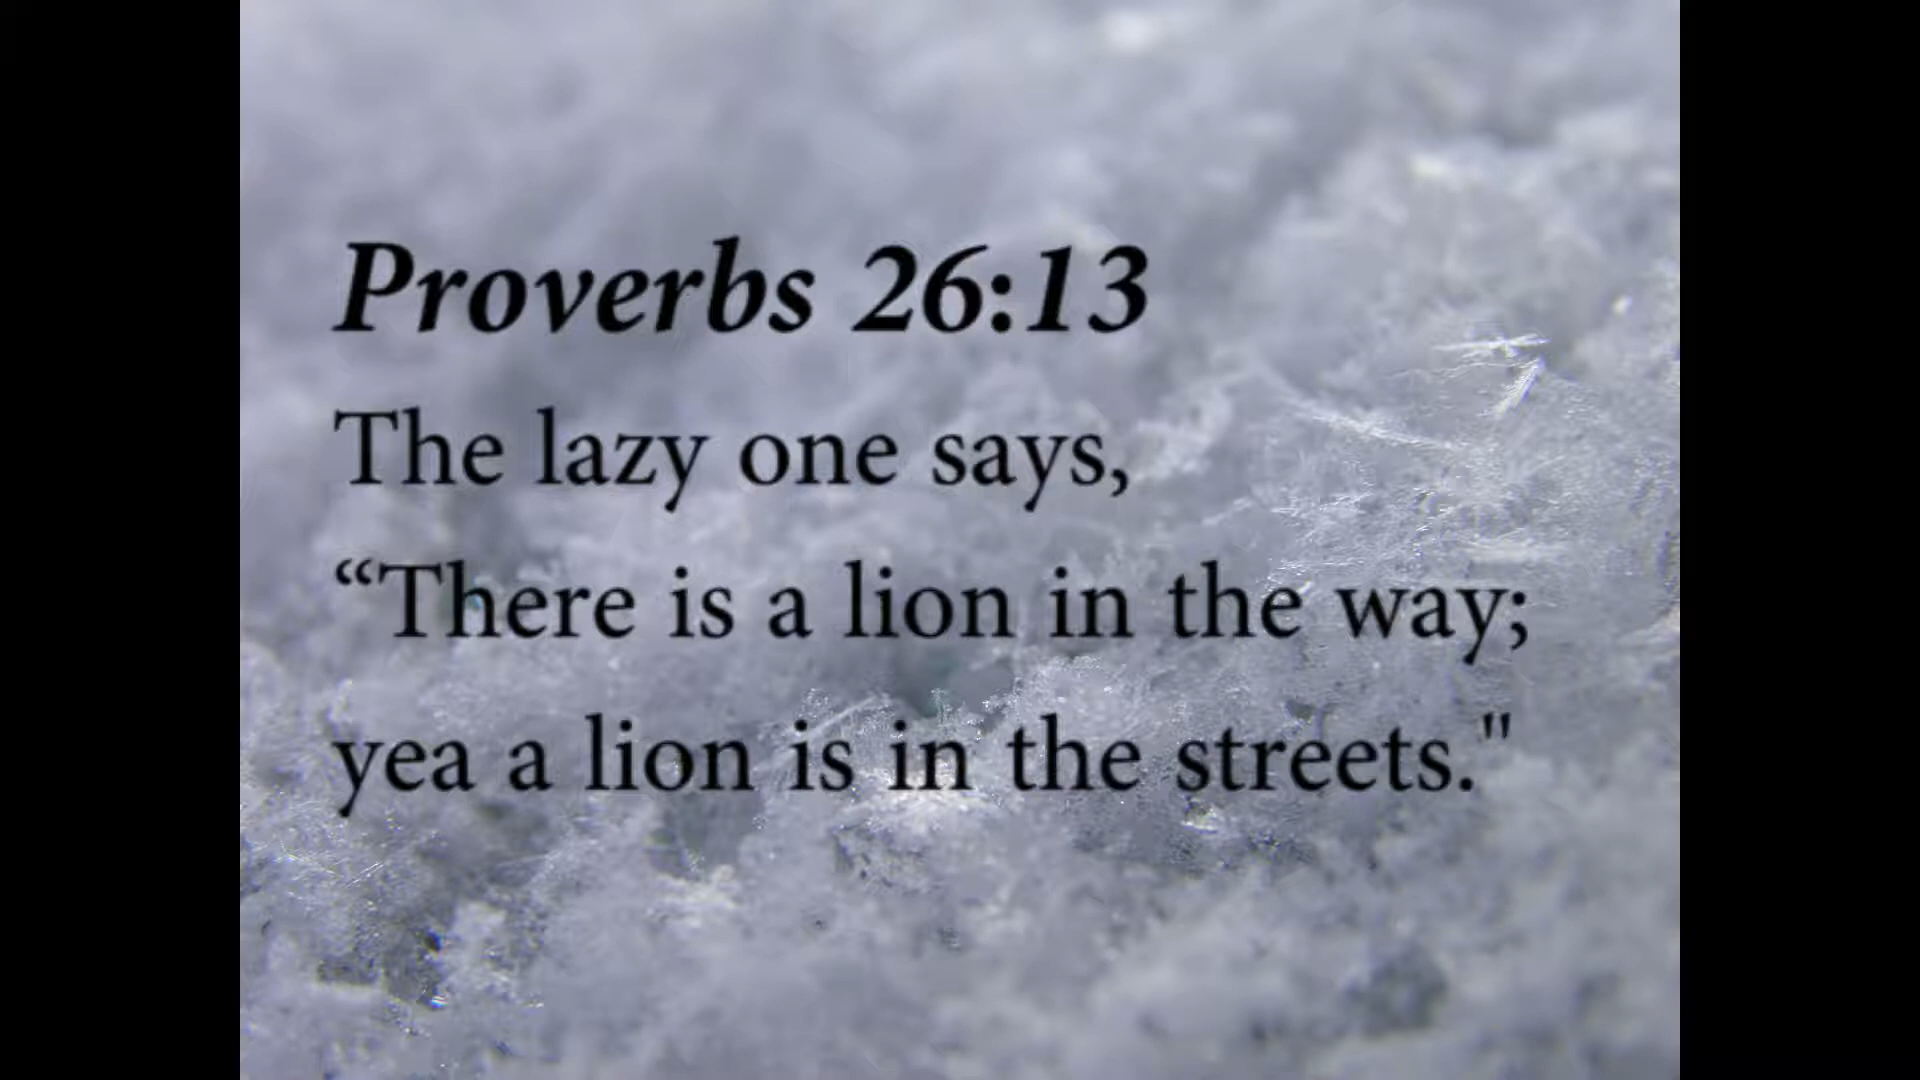 Proverbs 26:13
The lazy one says,
“There is a lion in the way;
yea a lion is in the streets."